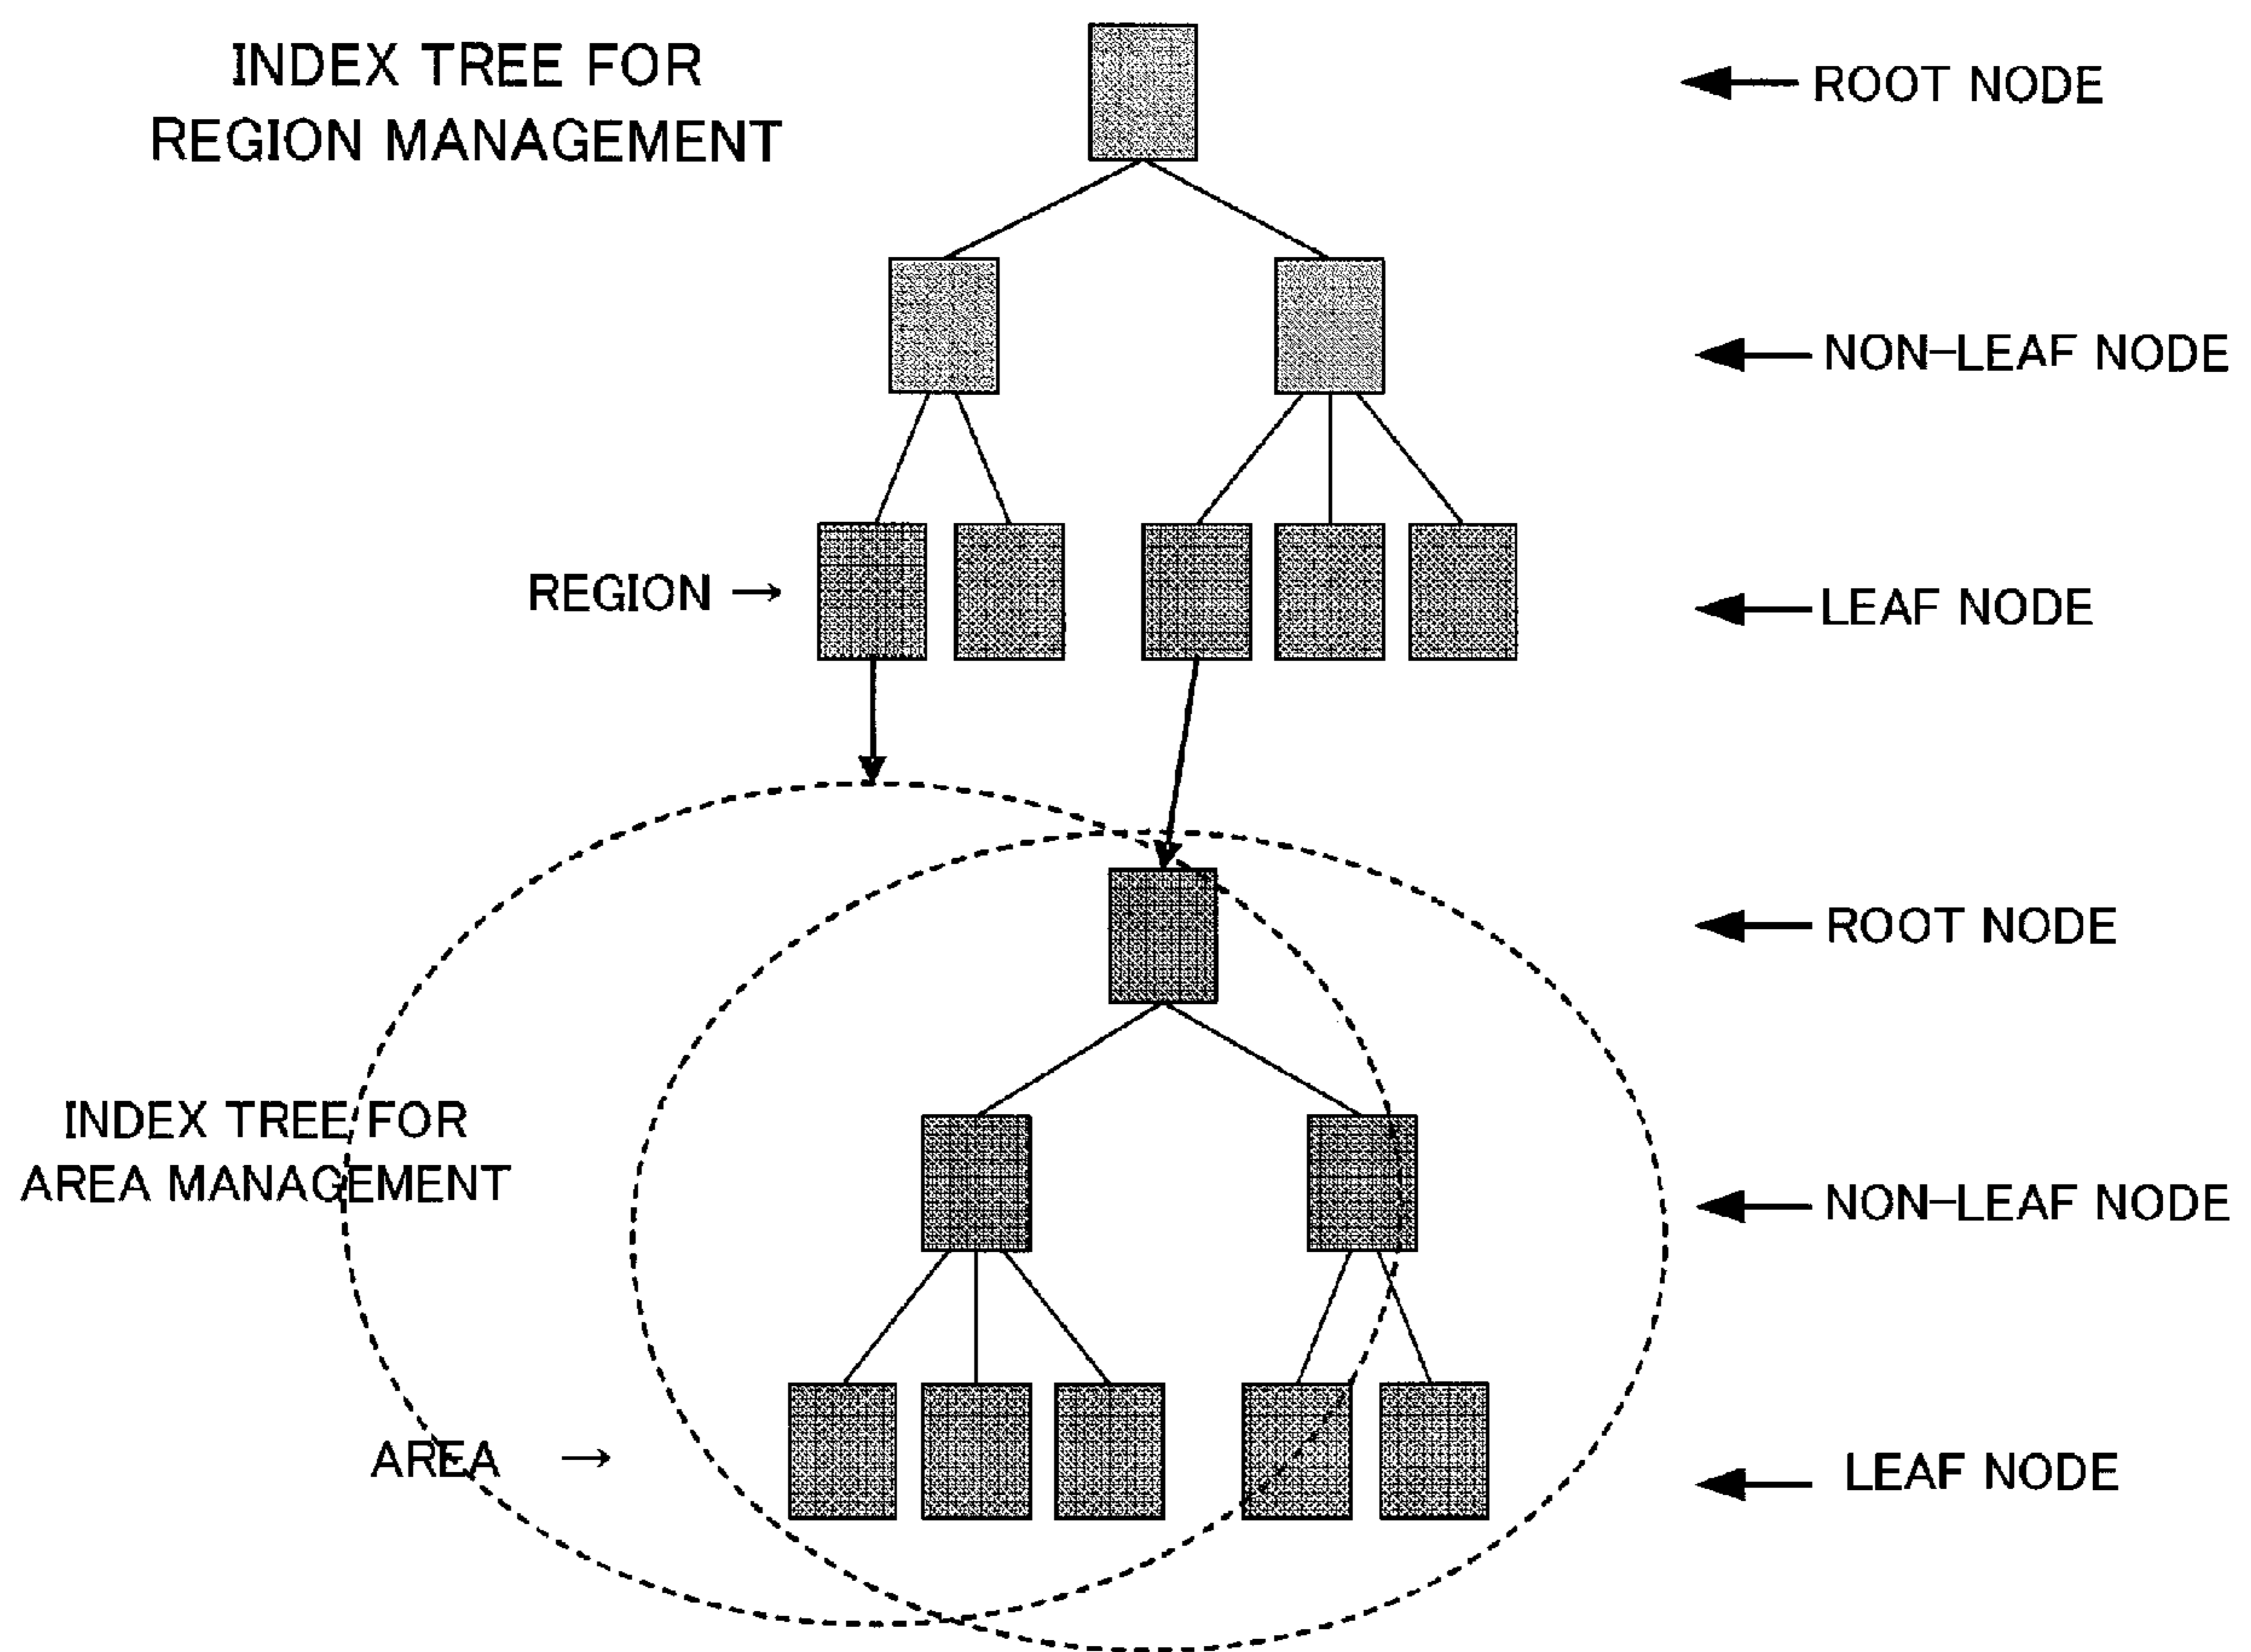 INDEX TREE FOR
REGION MANAGEMENT
ROOT NODE
NON-LEAF NODE
REGION →
LEAF NODE
ROOT NODE
INDEX TREE FOR
AREA MANAGEMENT
NON-LEAF NODE
AREA →
LEAF NODE